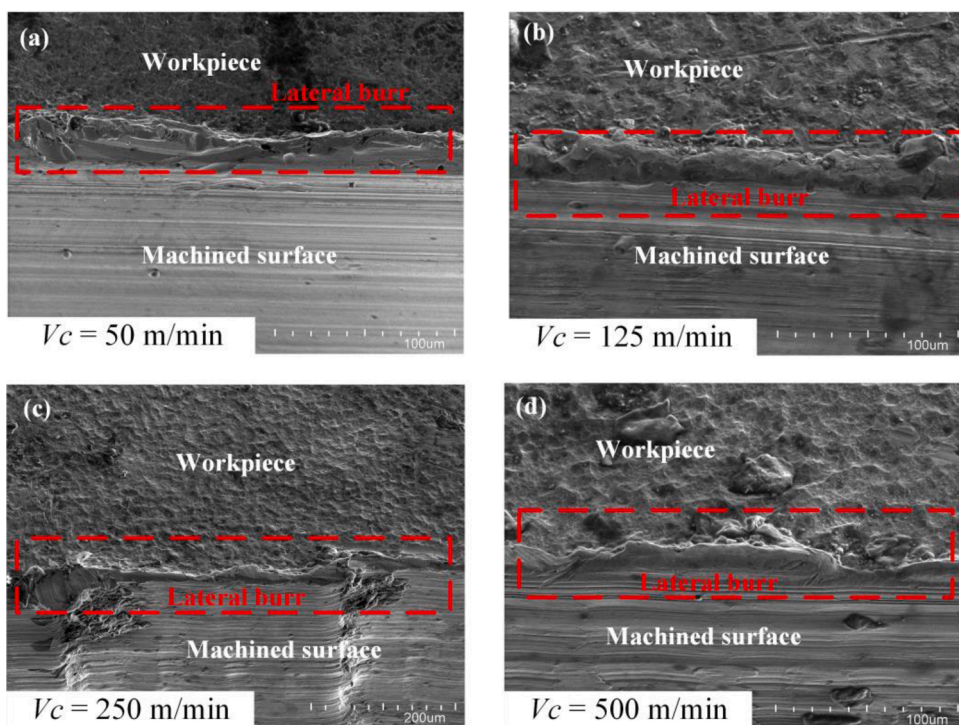 (a)
Workpiece
Lateral burr
Machined surface
Vc = 50 m/min
100um
(b)
Workpiece
Lateral burr
Machined surface
Vc = 125 m/min
100um
(c)
Workpiece
Lateral burr
Machined surface
Vc = 250 m/min
200um
(d)
Workpiece
Lateral burr
Machined surface
Vc = 500 m/min
100um